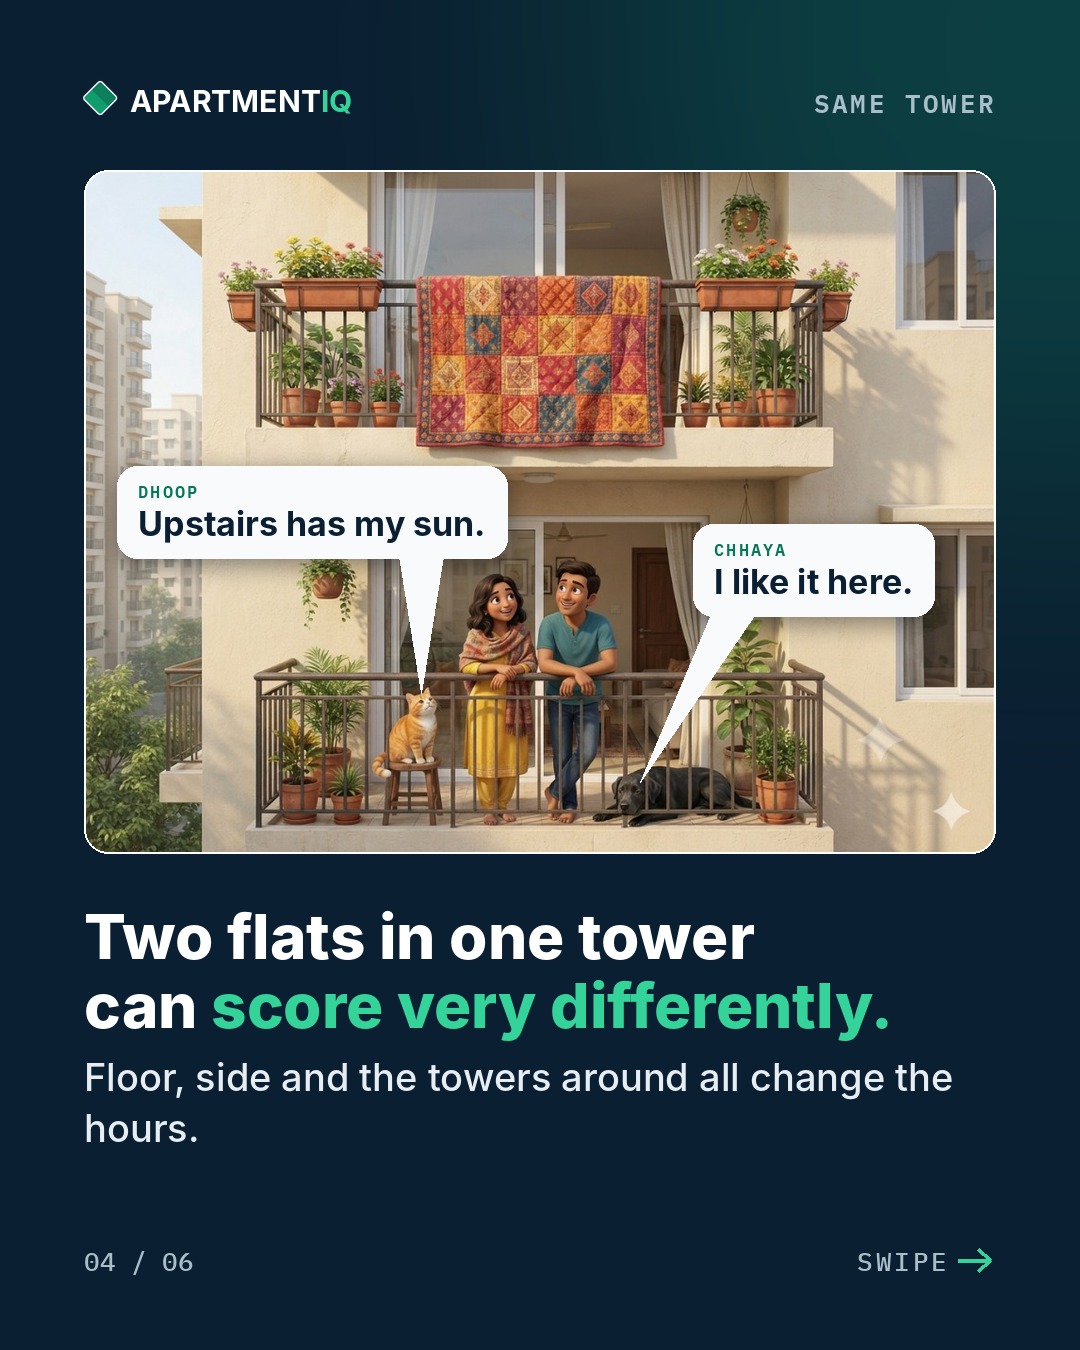 APARTMENTIQ
SAME TOWER
DHOOP
Upstairs has my sun.
CHHAYA
I like it here.
Two flats in one tower
can score very differently.
Floor, side and the towers around all change the
hours.
04 / 06
SWIPE